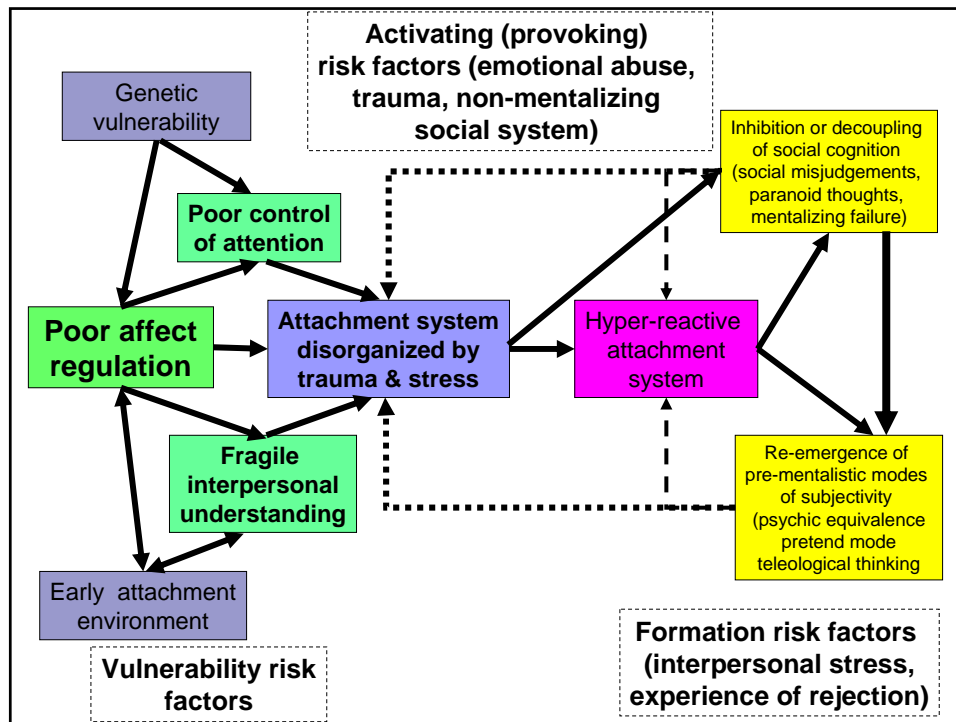 Activating (provoking)
risk factors (emotional abuse,
trauma, non-mentalizing
social system)
Genetic
vulnerability
Inhibition or decoupling
of social cognition
(social misjudgements,
paranoid thoughts,
mentalizing failure)
Poor control
of attention
Poor affect
regulation
Attachment system
disorganized by
trauma & stress
Hyper-reactive
attachment
system
Fragile
interpersonal
understanding
Re-emergence of
pre-mentalistic modes
of subjectivity
(psychic equivalence
pretend mode
teleological thinking
Early attachment
environment
Vulnerability risk
factors
Formation risk factors
(interpersonal stress,
experience of rejection)